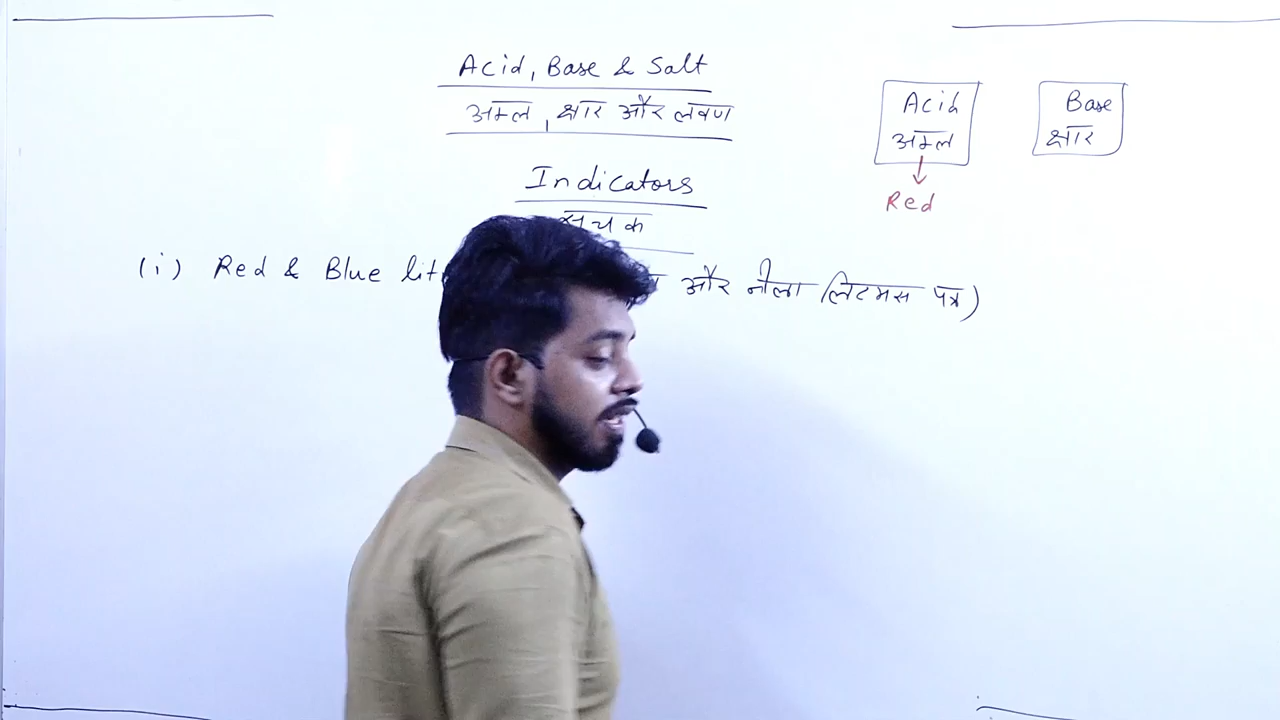 Acid, Base & Salt
अम्ल, क्षार और लवण
Indicators
सूचक
(i) Red & Blue lit और नीला लिटमस पत्र)
Acid
अम्ल
Red
Base
क्षार